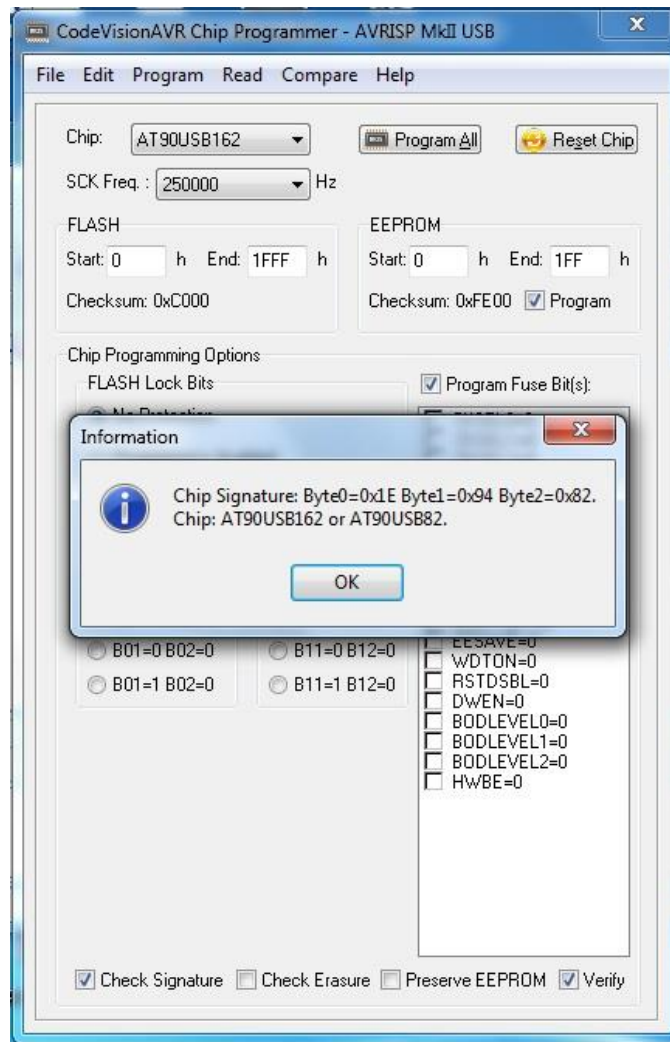 CodeVisionAVR Chip Programmer - AVRISP MkII USB
File Edit Program Read Compare Help
Chip: AT90USB162 Program All Reset Chip
SCK Freq. : 250000 Hz
FLASH EEPROM
Start: 0 h End: 1FFF h Start: 0 h End: 1FF h
Checksum: 0xC000 Checksum: 0xFE00 Program
Chip Programming Options
FLASH Lock Bits Program Fuse Bit(s):
No Protection
Information
Chip Signature: Byte0=0x1E Byte1=0x94 Byte2=0x82.
Chip: AT90USB162 or AT90USB82.
OK
EESAVE=0
B01=0 B02=0 B11=0 B12=0 WDTON=0
B01=1 B02=0 B11=1 B12=0 RSTDSBL=0
DWEN=0
BODLEVEL0=0
BODLEVEL1=0
BODLEVEL2=0
HWBE=0
Check Signature Check Erasure Preserve EEPROM Verify